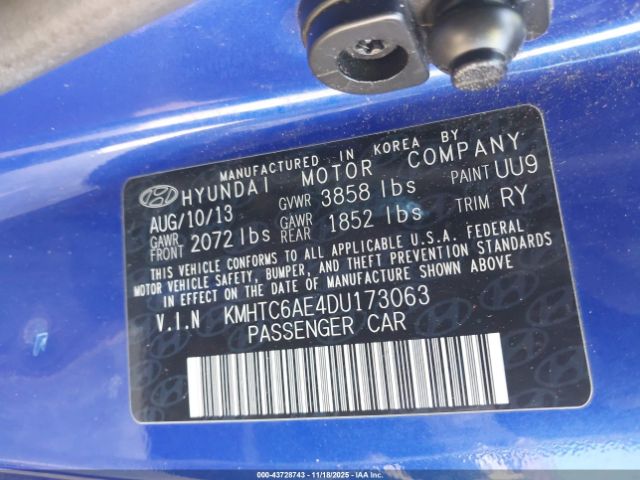 MANUFACTURED IN KOREA BY
HYUNDAI MOTOR COMPANY
AUG/10/13 GVWR 3858 lbs PAINT UU9
GAWR FRONT 2072 lbs GAWR REAR 1852 lbs TRIM RY
THIS VEHICLE CONFORMS TO ALL APPLICABLE U.S.A. FEDERAL
MOTOR VEHICLE SAFETY, BUMPER, AND THEFT PREVENTION STANDARDS
IN EFFECT ON THE DATE OF MANUFACTURE SHOWN ABOVE
V.I.N KMHTC6AE4DU173063
PASSENGER CAR
000-43728743 | 11/18/2025 | IAAI.COM